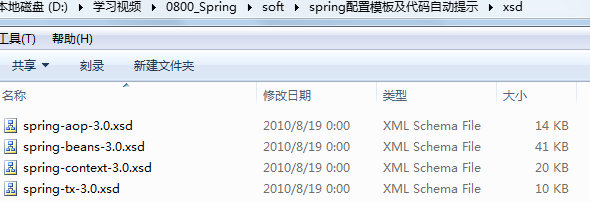 本地磁盘 (D:) ▸ 学习视频 ▸ 0800_Spring ▸ soft ▸ spring配置模板及代码自动提示 ▸ xsd
工具(T) 帮助(H)
共享 ▼ 刻录 新建文件夹
名称 修改日期 类型 大小
spring-aop-3.0.xsd 2010/8/19 0:00 XML Schema File 14 KB
spring-beans-3.0.xsd 2010/8/19 0:00 XML Schema File 41 KB
spring-context-3.0.xsd 2010/8/19 0:00 XML Schema File 20 KB
spring-tx-3.0.xsd 2010/8/19 0:00 XML Schema File 10 KB